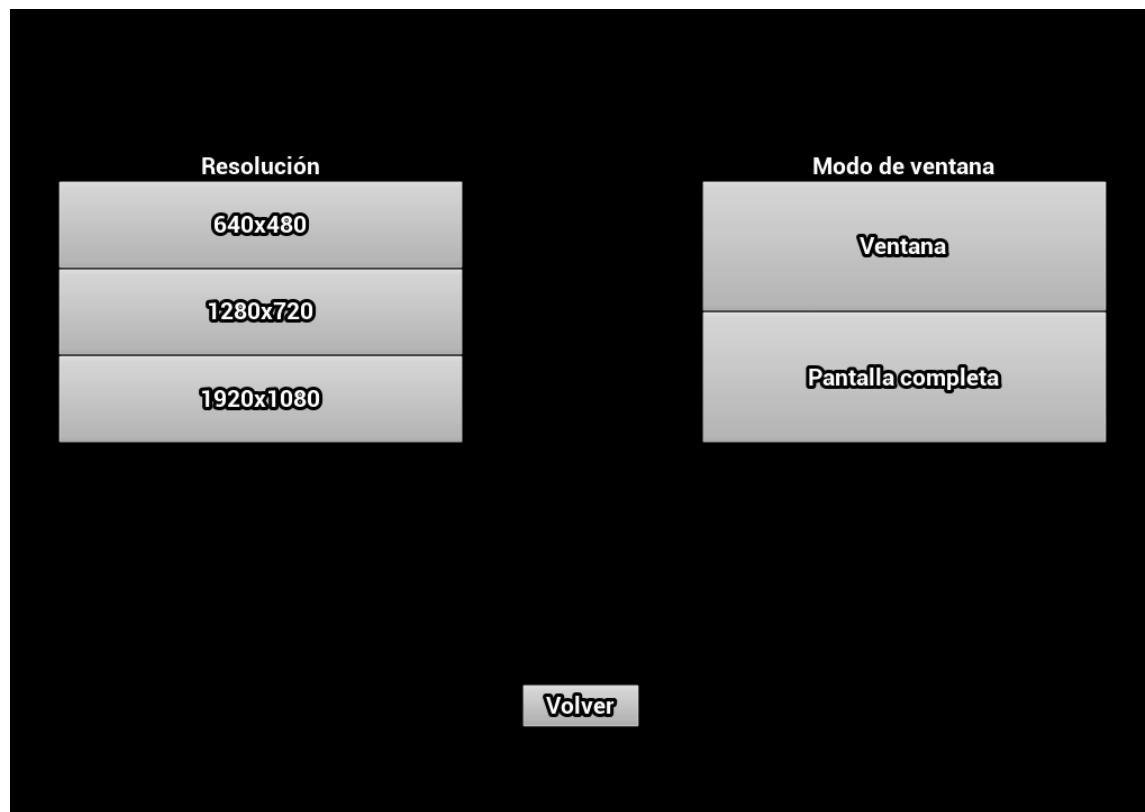 Resolución
640x480
1280x720
1920x1080
Modo de ventana
Ventana
Pantalla completa
Volver